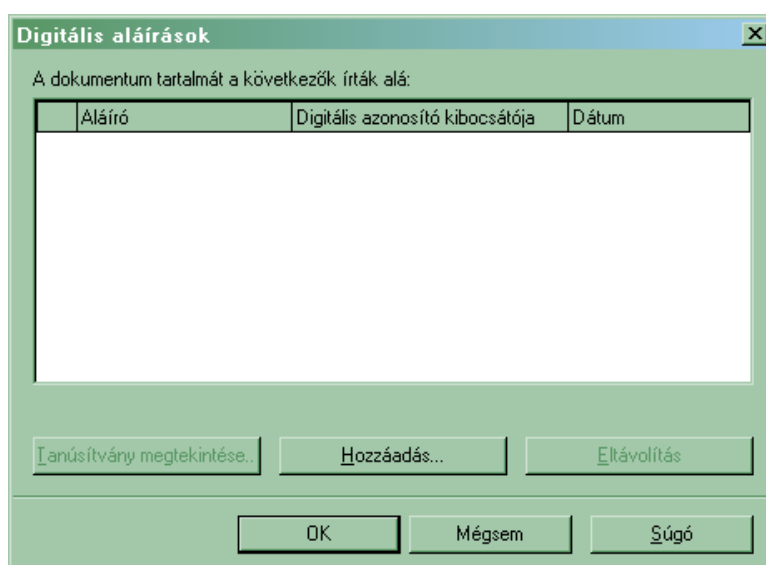 Digitális aláírások
A dokumentum tartalmát a következők írták alá:
Aláíró Digitális azonosító kibocsátója Dátum
Tanúsítvány megtekintése..
Hozzáadás...
Eltávolítás
OK Mégsem Súgó